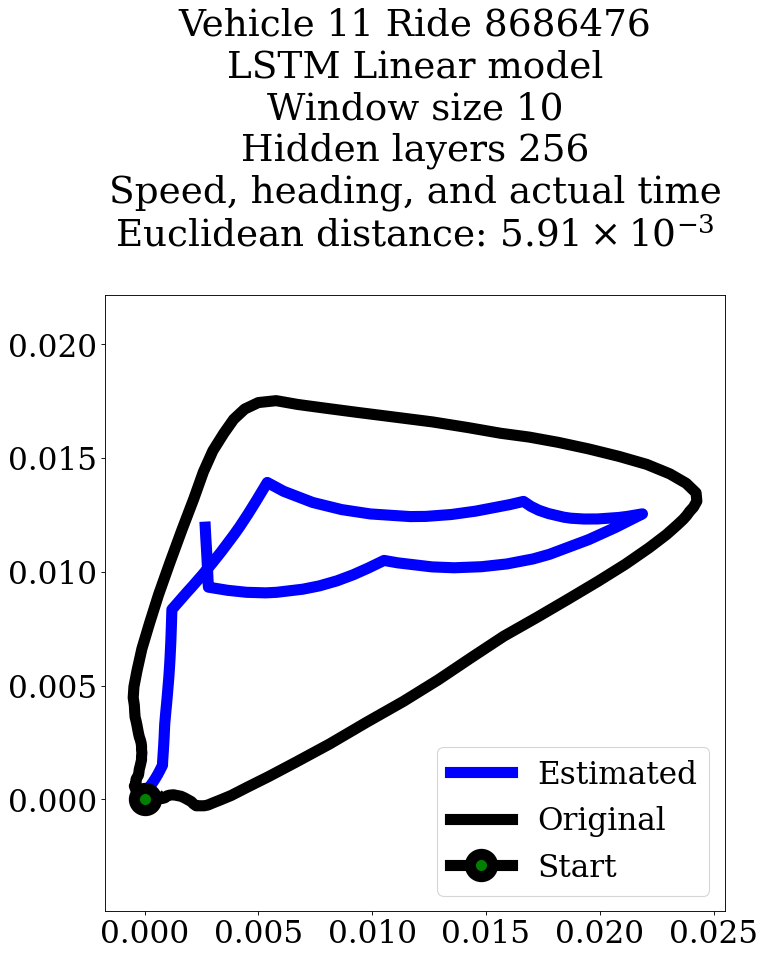 Vehicle 11 Ride 8686476
LSTM Linear model
Window size 10
Hidden layers 256
Speed, heading, and actual time
Euclidean distance: 5.91 × 10⁻³
0.020
0.015
0.010
0.005
0.000
Estimated
Original
Start
0.000 0.005 0.010 0.015 0.020 0.025